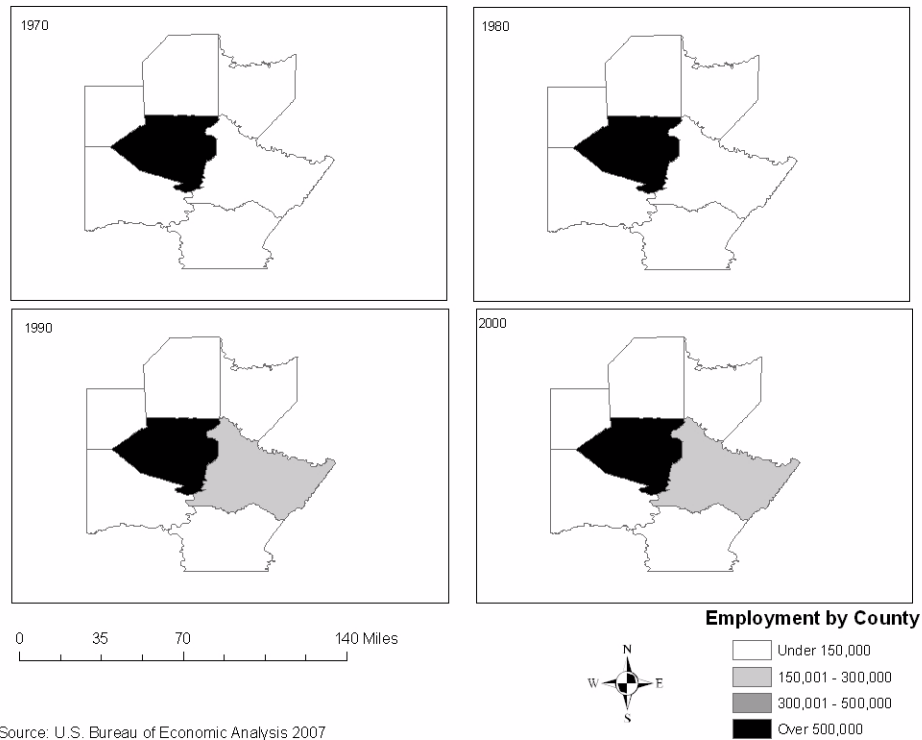 1970
1980
1990
2000
0 35 70 140 Miles
N
W E
S
Employment by County
Under 150,000
150,001 - 300,000
300,001 - 500,000
Over 500,000
Source: U.S. Bureau of Economic Analysis 2007